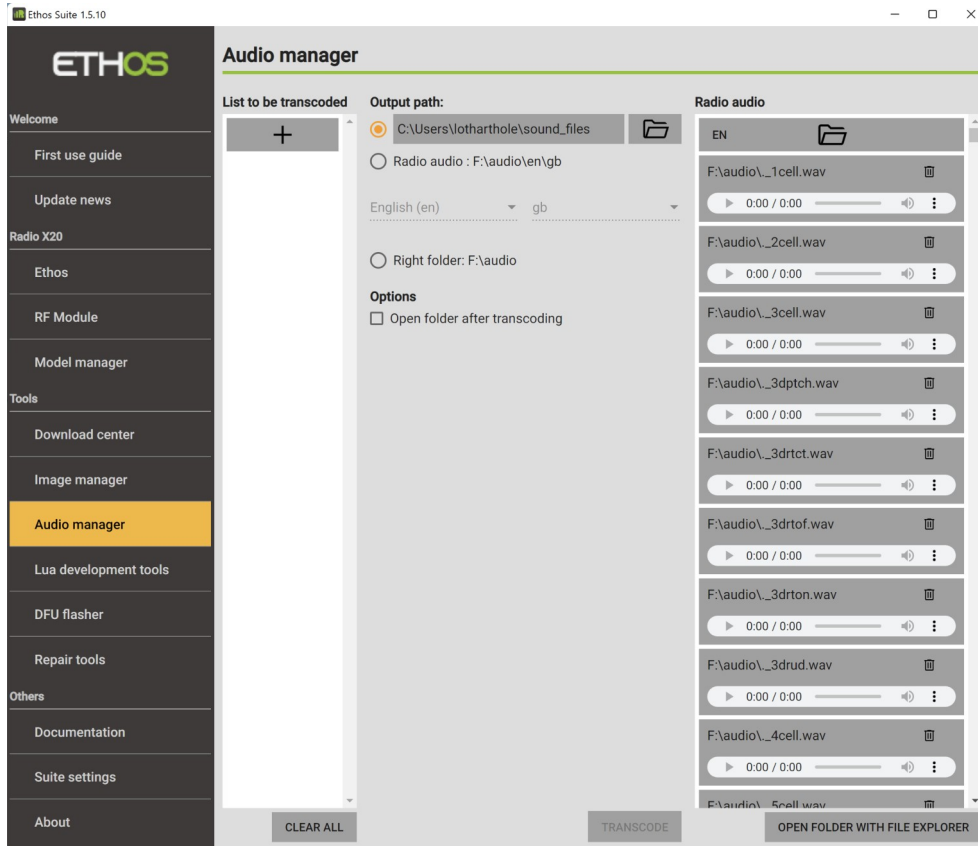 Ethos Suite 1.5.10
ETHOS
Welcome
First use guide
Update news
Radio X20
Ethos
RF Module
Model manager
Tools
Download center
Image manager
Audio manager
Lua development tools
DFU flasher
Repair tools
Others
Documentation
Suite settings
About
Audio manager
List to be transcoded
CLEAR ALL
Output path:
C:\Users\lotharthole\sound_files
Radio audio : F:\audio\en\gb
English (en) gb
Right folder: F:\audio
Options
Open folder after transcoding
TRANSCODE
Radio audio
EN
F:\audio\._1cell.wav
0:00 / 0:00
F:\audio\._2cell.wav
0:00 / 0:00
F:\audio\._3cell.wav
0:00 / 0:00
F:\audio\._3dptch.wav
0:00 / 0:00
F:\audio\._3drtct.wav
0:00 / 0:00
F:\audio\._3drtof.wav
0:00 / 0:00
F:\audio\._3drton.wav
0:00 / 0:00
F:\audio\._3drud.wav
0:00 / 0:00
F:\audio\._4cell.wav
0:00 / 0:00
F:\audio\._5cell.wav
OPEN FOLDER WITH FILE EXPLORER